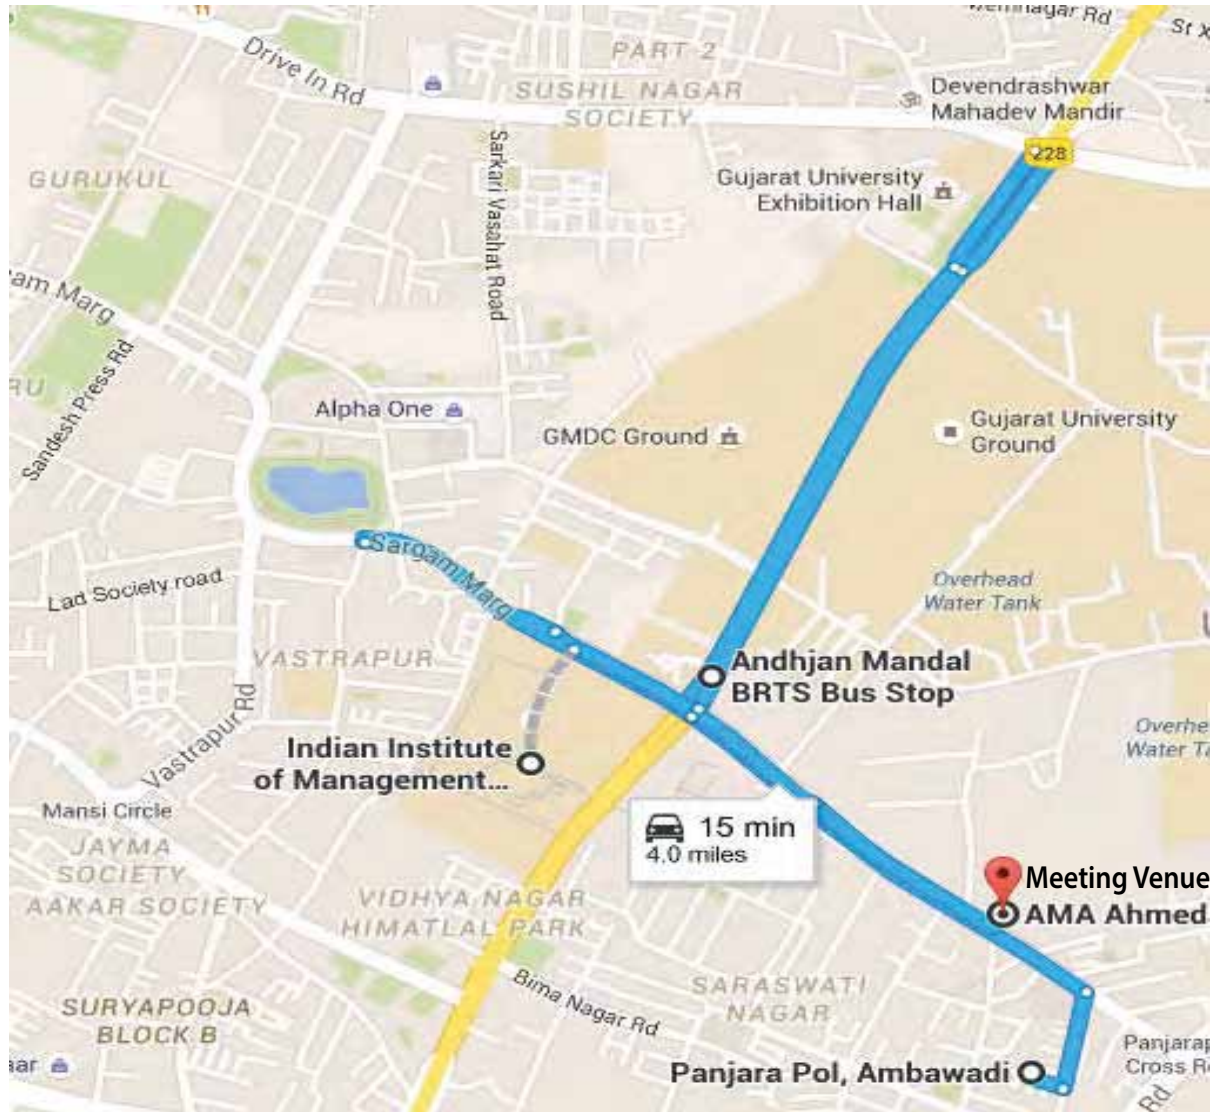 St X
Drive In Rd
PART 2
SUSHIL NAGAR
SOCIETY
Devendrashwar
Mahadev Mandir
228
GURUKUL
Sarkari Vasahat Road
Gujarat University
Exhibition Hall
am Marg
Sandesh Press Rd
RU
Alpha One
GMDC Ground
Gujarat University
Ground
Sargam Marg
Lad Society road
Overhead
Water Tank
VASTRAPUR
Andhjan Mandal
BRTS Bus Stop
Vastrapur Rd
Indian Institute
of Management...
Overhe
Water Ta
Mansi Circle
15 min
4.0 miles
JAYMA
SOCIETY
AAKAR SOCIETY
VIDHYA NAGAR
HIMATLAL PARK
Meeting Venue
AMA Ahmed
Bima Nagar Rd
SARASWATI
NAGAR
SURYAPOOJA
BLOCK B
Panjarap
Cross R
Panjara Pol, Ambawadi
Rd